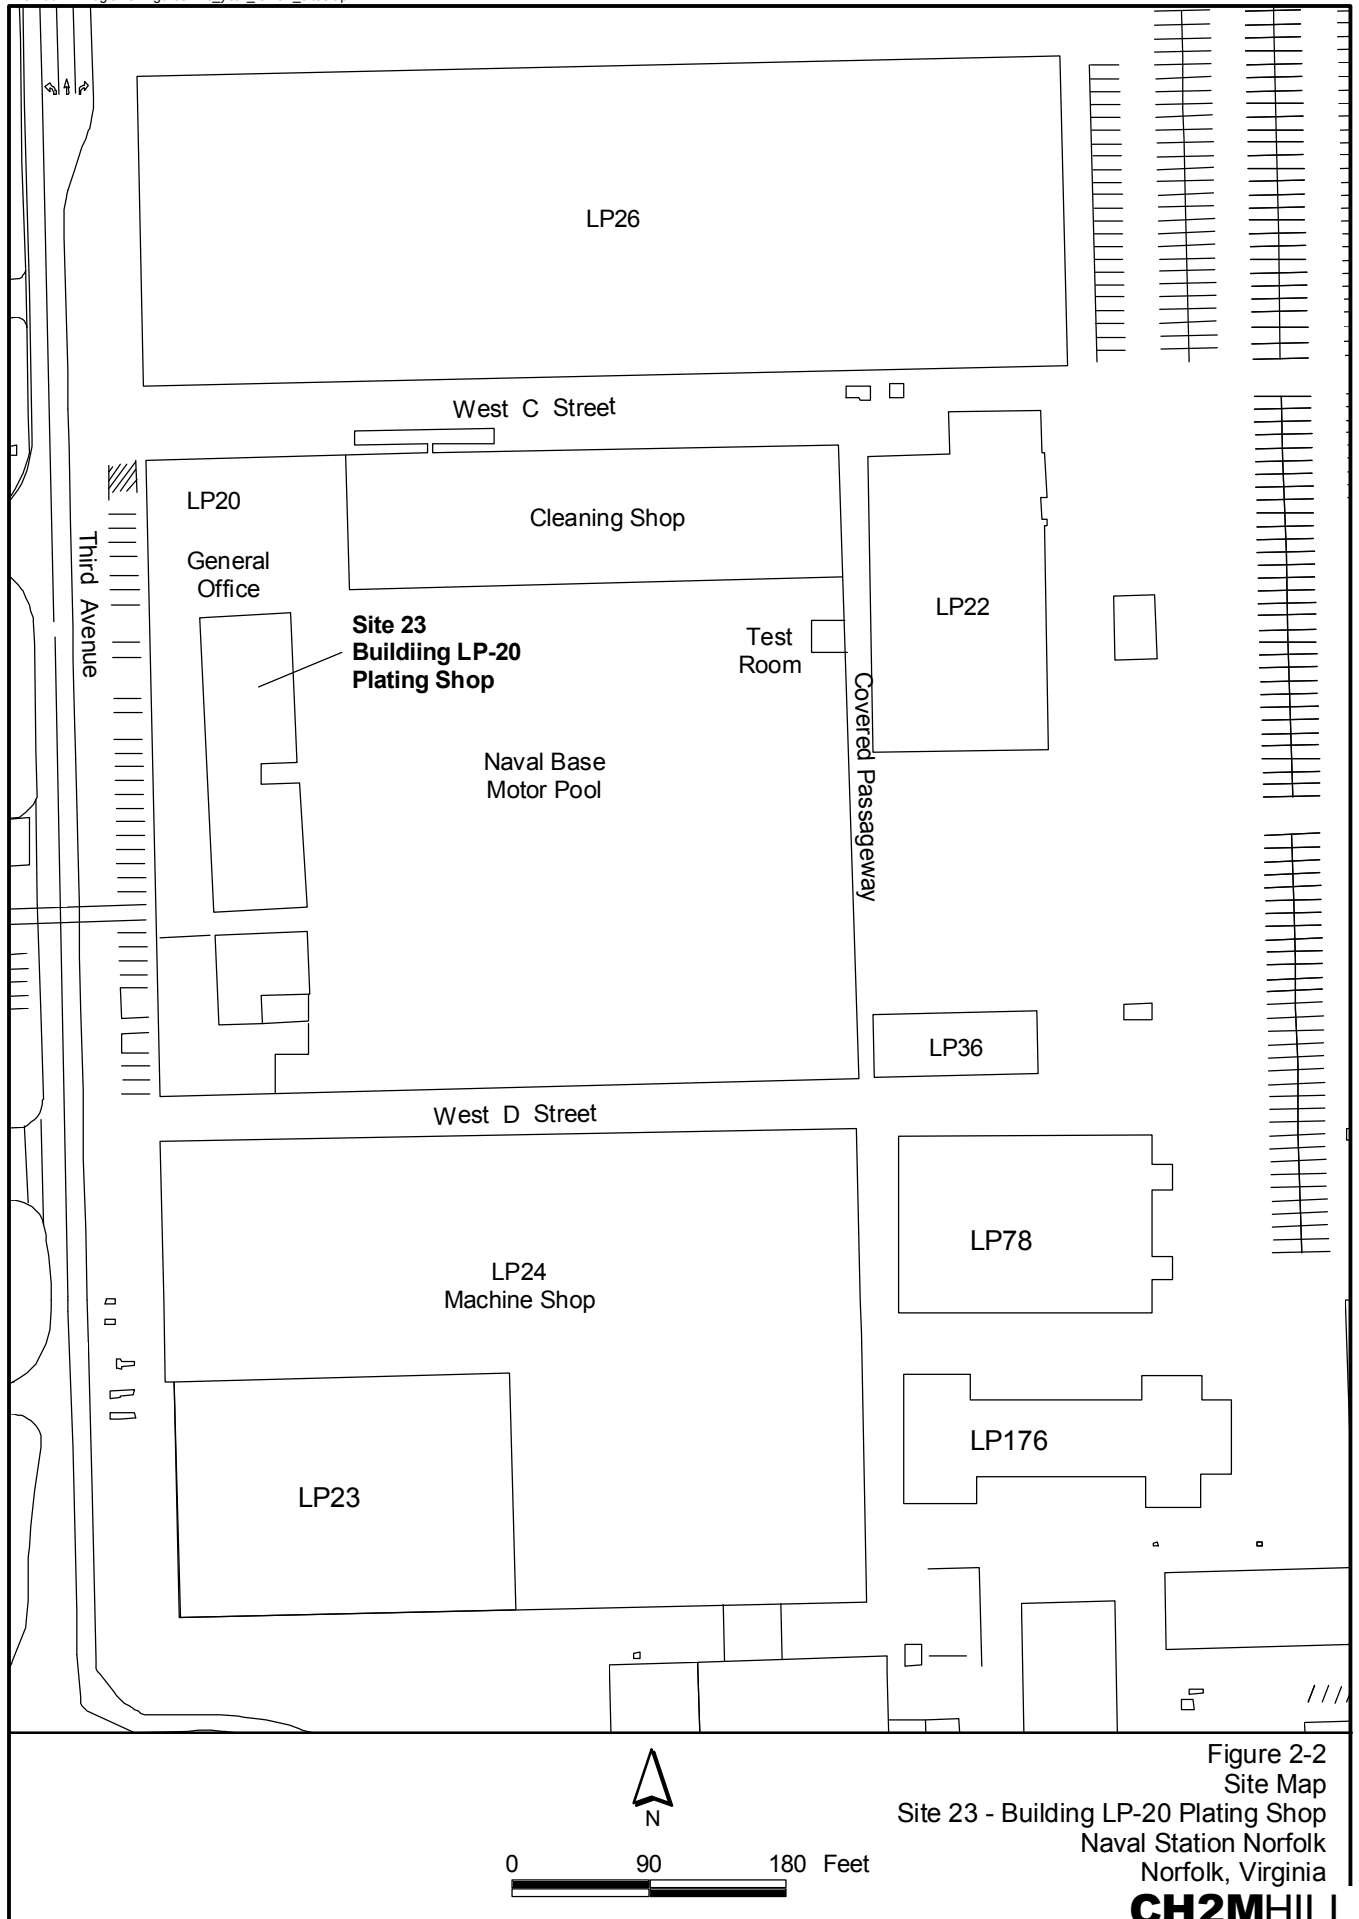 LP26
West C Street
LP20
Cleaning Shop
General
Office
Third Avenue
Site 23
Buildiing LP-20
Plating Shop
Test
Room
LP22
Covered Passageway
Naval Base
Motor Pool
LP36
West D Street
LP78
LP24
Machine Shop
LP176
LP23
N
0 90 180 Feet
Figure 2-2
Site Map
Site 23 - Building LP-20 Plating Shop
Naval Station Norfolk
Norfolk, Virginia
CH2MHILL